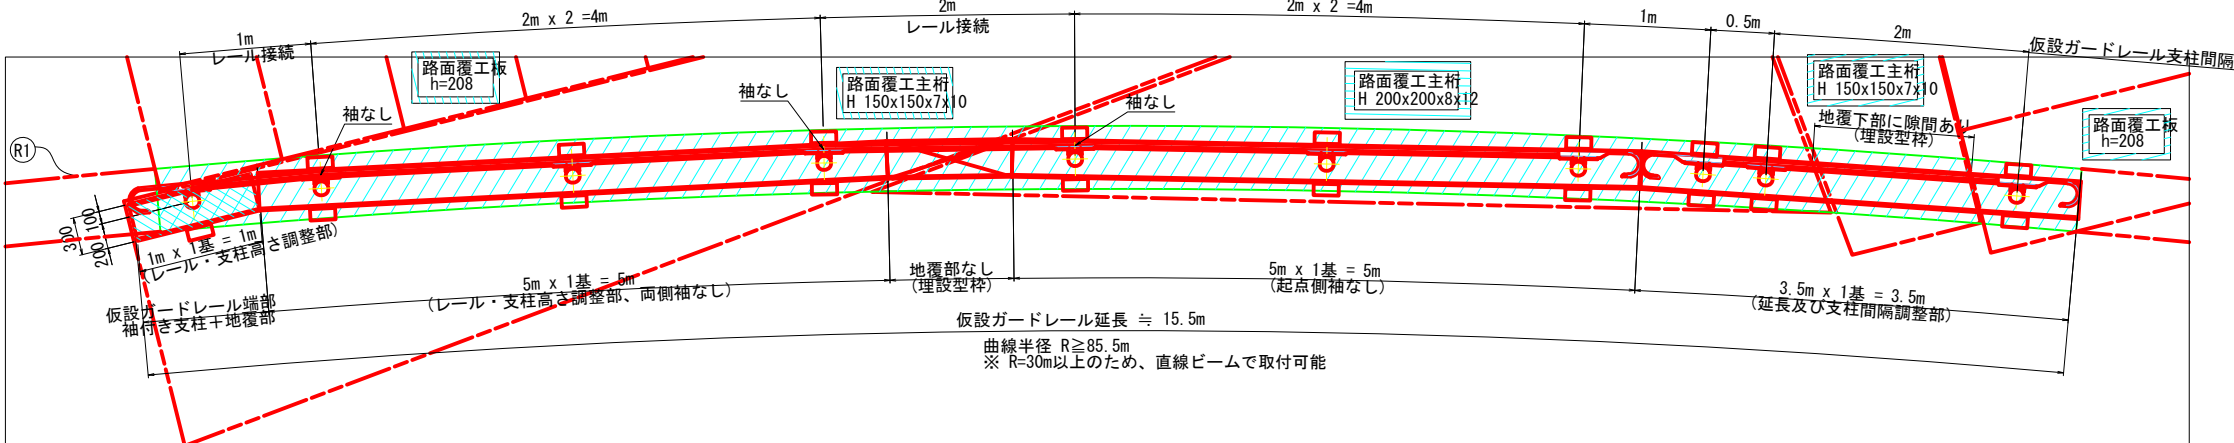 2m x 2 =4m
2m
レール接続
2m x 2 =4m
1m
0.5m
2m
仮設ガードレール支柱間隔
1m
レール接続
路面覆工板
h=208
袖なし
袖なし
路面覆工主桁
H 150x150x7x10
袖なし
路面覆工主桁
H 200x200x8x12
路面覆工主桁
H 150x150x7x10
地覆下部に隙間あり
(埋設型枠)
路面覆工板
h=208
R1
300
100
200
1m x 1基 = 1m
(レール・支柱高さ調整部)
仮設ガードレール端部
袖付き支柱＋地覆部
5m x 1基 = 5m
(レール・支柱高さ調整部、両側袖なし)
地覆部なし
(埋設型枠)
5m x 1基 = 5m
(起点側袖なし)
3.5m x 1基 = 3.5m
(延長及び支柱間隔調整部)
仮設ガードレール延長 ≒ 15.5m
曲線半径 R≧85.5m
※ R=30m以上のため、直線ビームで取付可能